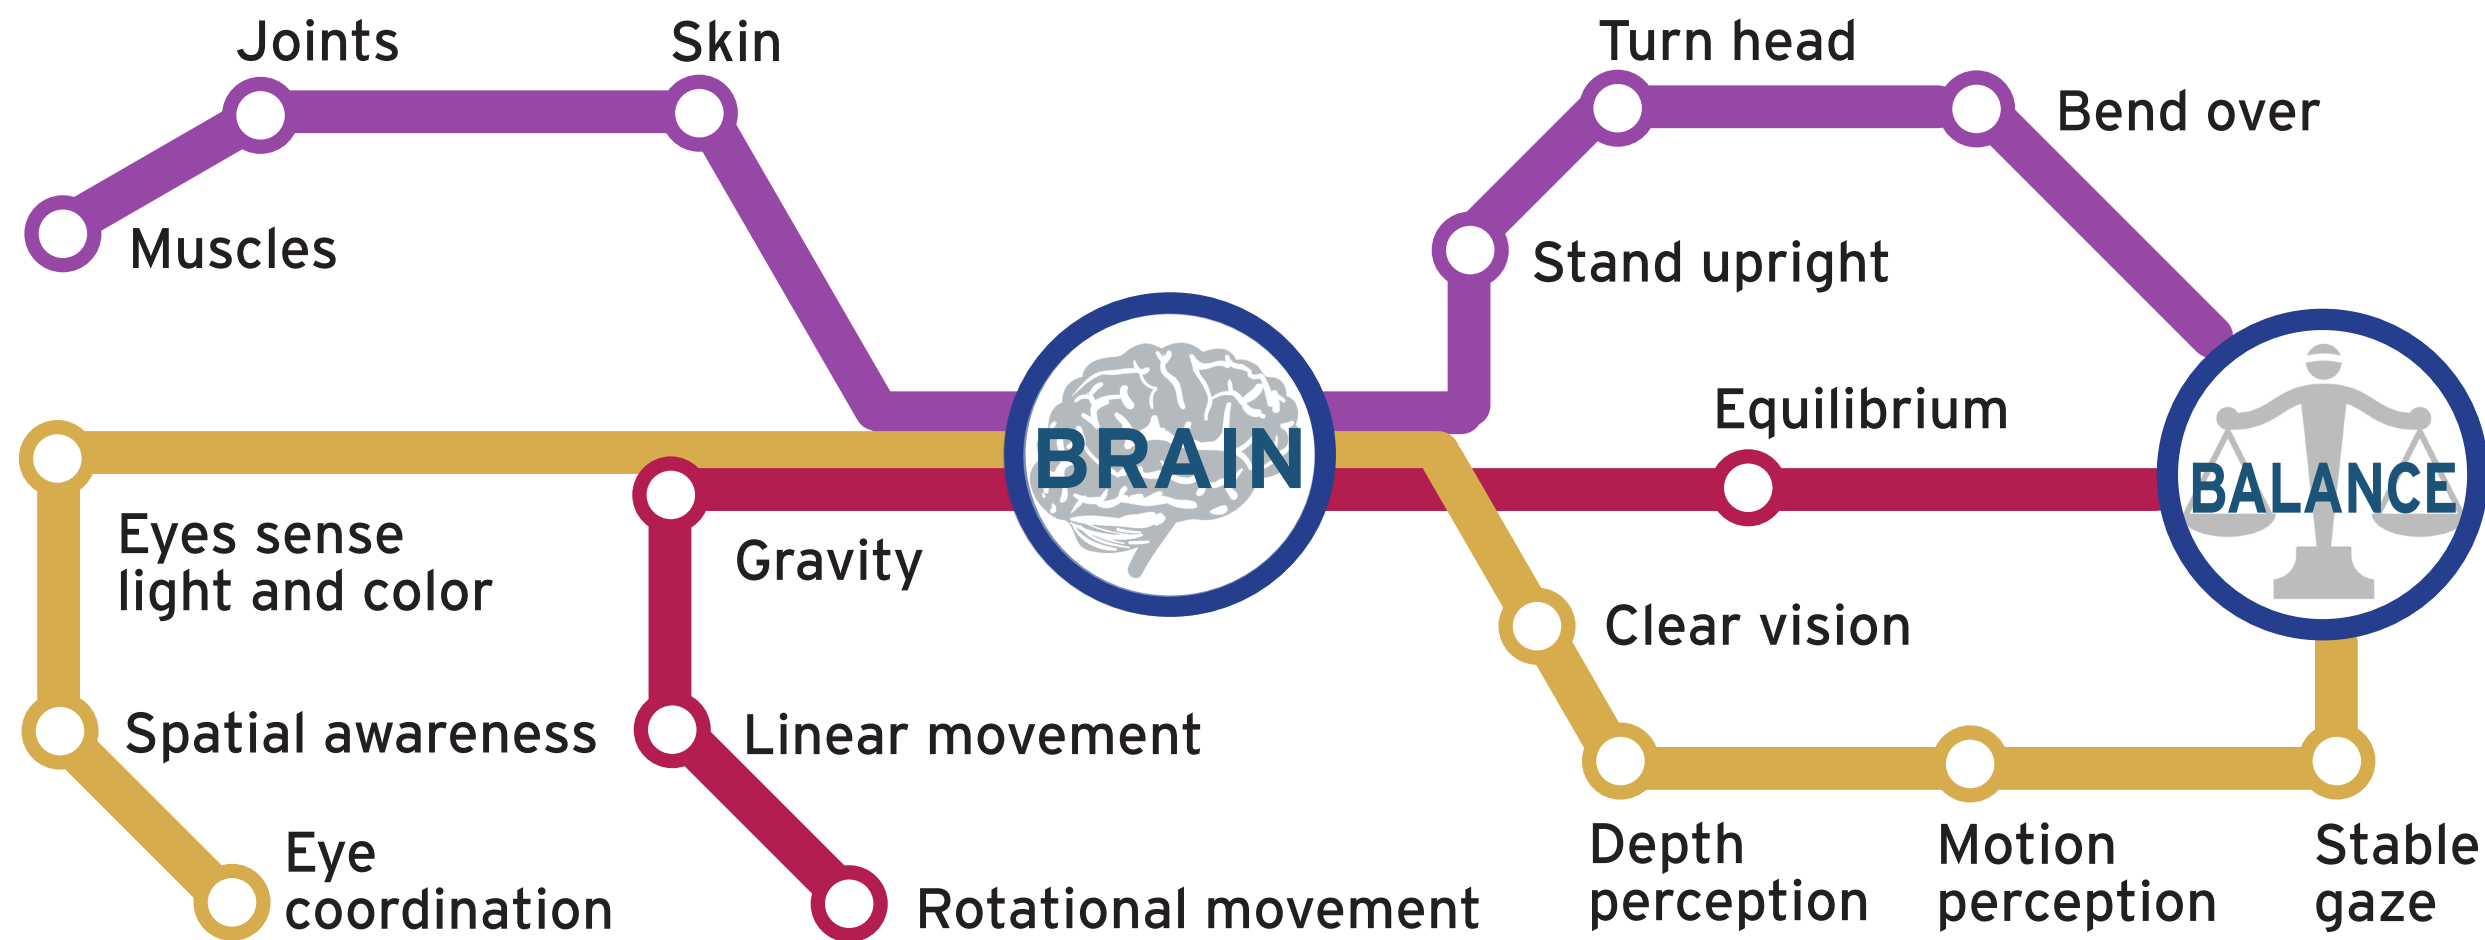 Joints
Skin
Turn head
Bend over
Muscles
Stand upright
Equilibrium
BRAIN
BALANCE
Eyes sense
light and color
Gravity
Clear vision
Spatial awareness
Linear movement
Eye
coordination
Rotational movement
Depth
perception
Motion
perception
Stable
gaze